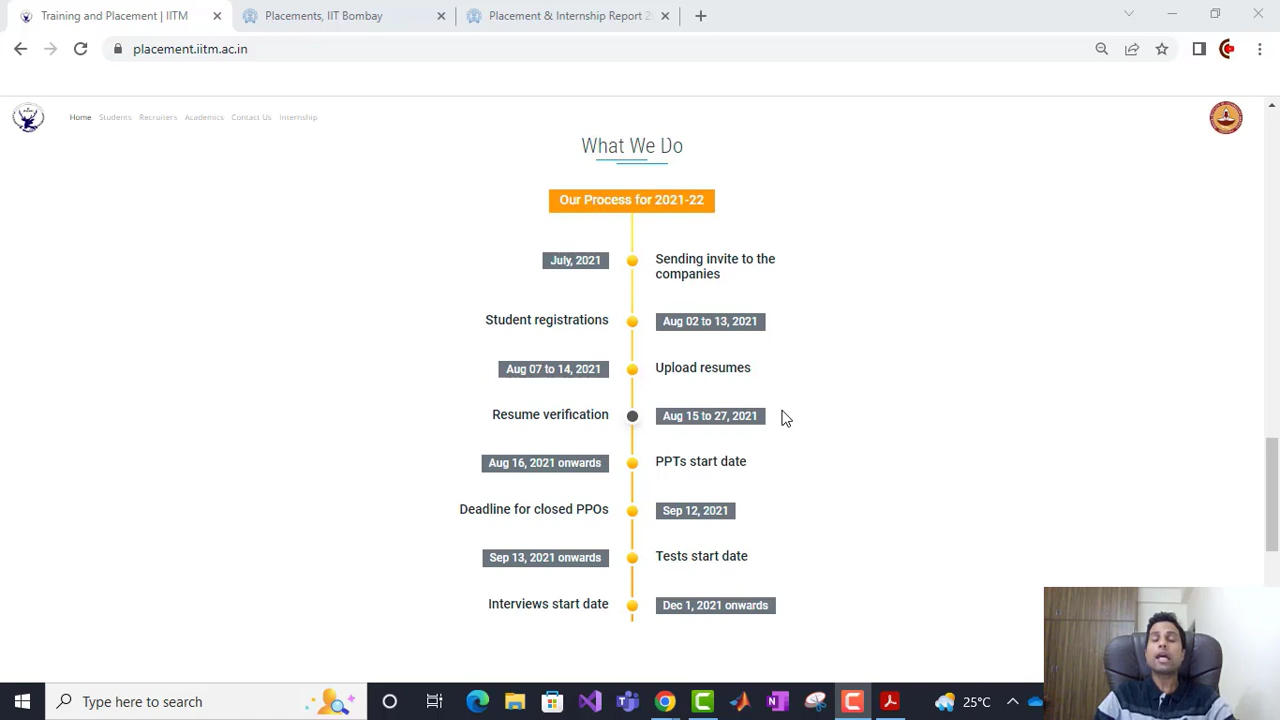 Training and Placement | IITM
Placements, IIT Bombay
Placement & Internship Report 2
placement.iitm.ac.in
Home Students Recruiters Academics Contact Us Internship
What We Do
Our Process for 2021-22
July, 2021
Sending invite to the
companies
Student registrations
Aug 02 to 13, 2021
Aug 07 to 14, 2021
Upload resumes
Resume verification
Aug 15 to 27, 2021
Aug 16, 2021 onwards
PPTs start date
Deadline for closed PPOs
Sep 12, 2021
Sep 13, 2021 onwards
Tests start date
Interviews start date
Dec 1, 2021 onwards
Type here to search
25°C